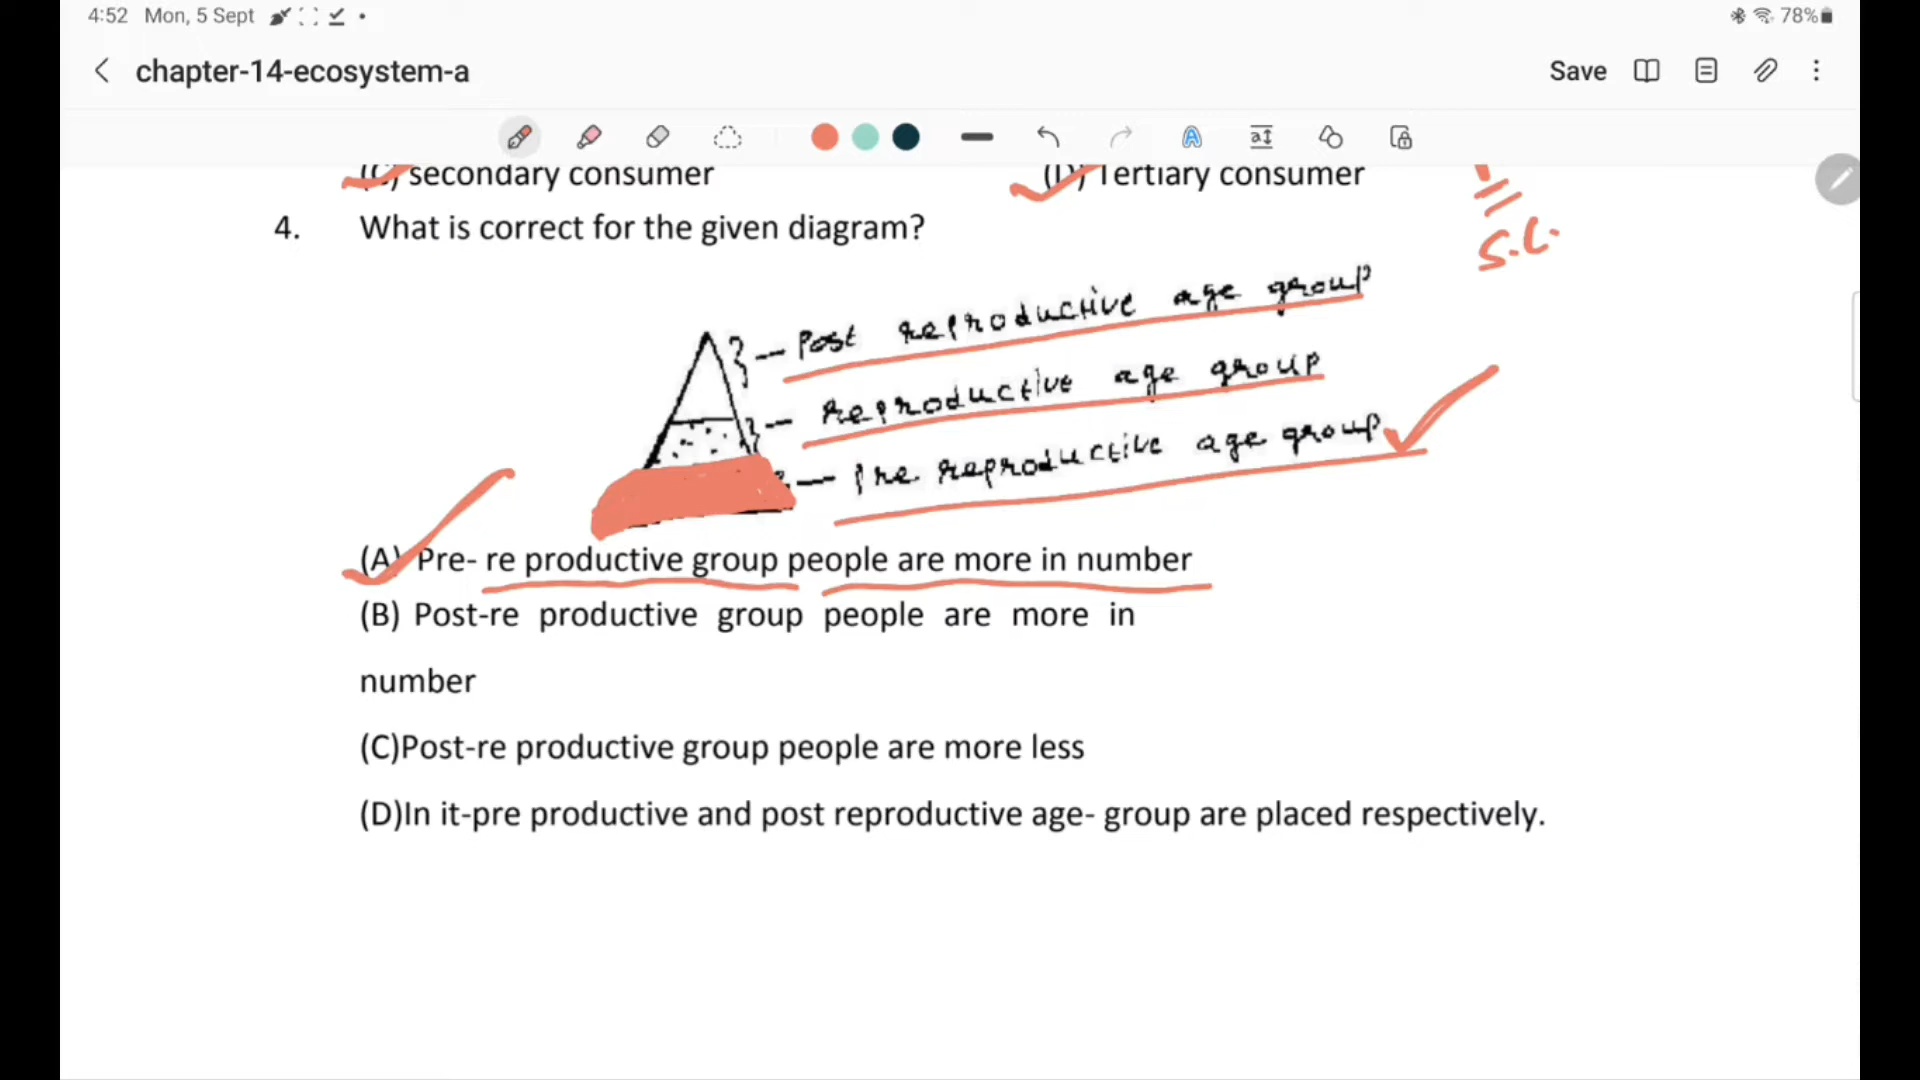 4:52 Mon, 5 Sept 78%
chapter-14-ecosystem-a Save
(C) secondary consumer (D) Tertiary consumer
S.C.
4. What is correct for the given diagram?
Post reproductive age group
Reproductive age group
Pre reproductive age group
(A) Pre- re productive group people are more in number
(B) Post-re productive group people are more in
number
(C)Post-re productive group people are more less
(D)In it-pre productive and post reproductive age- group are placed respectively.